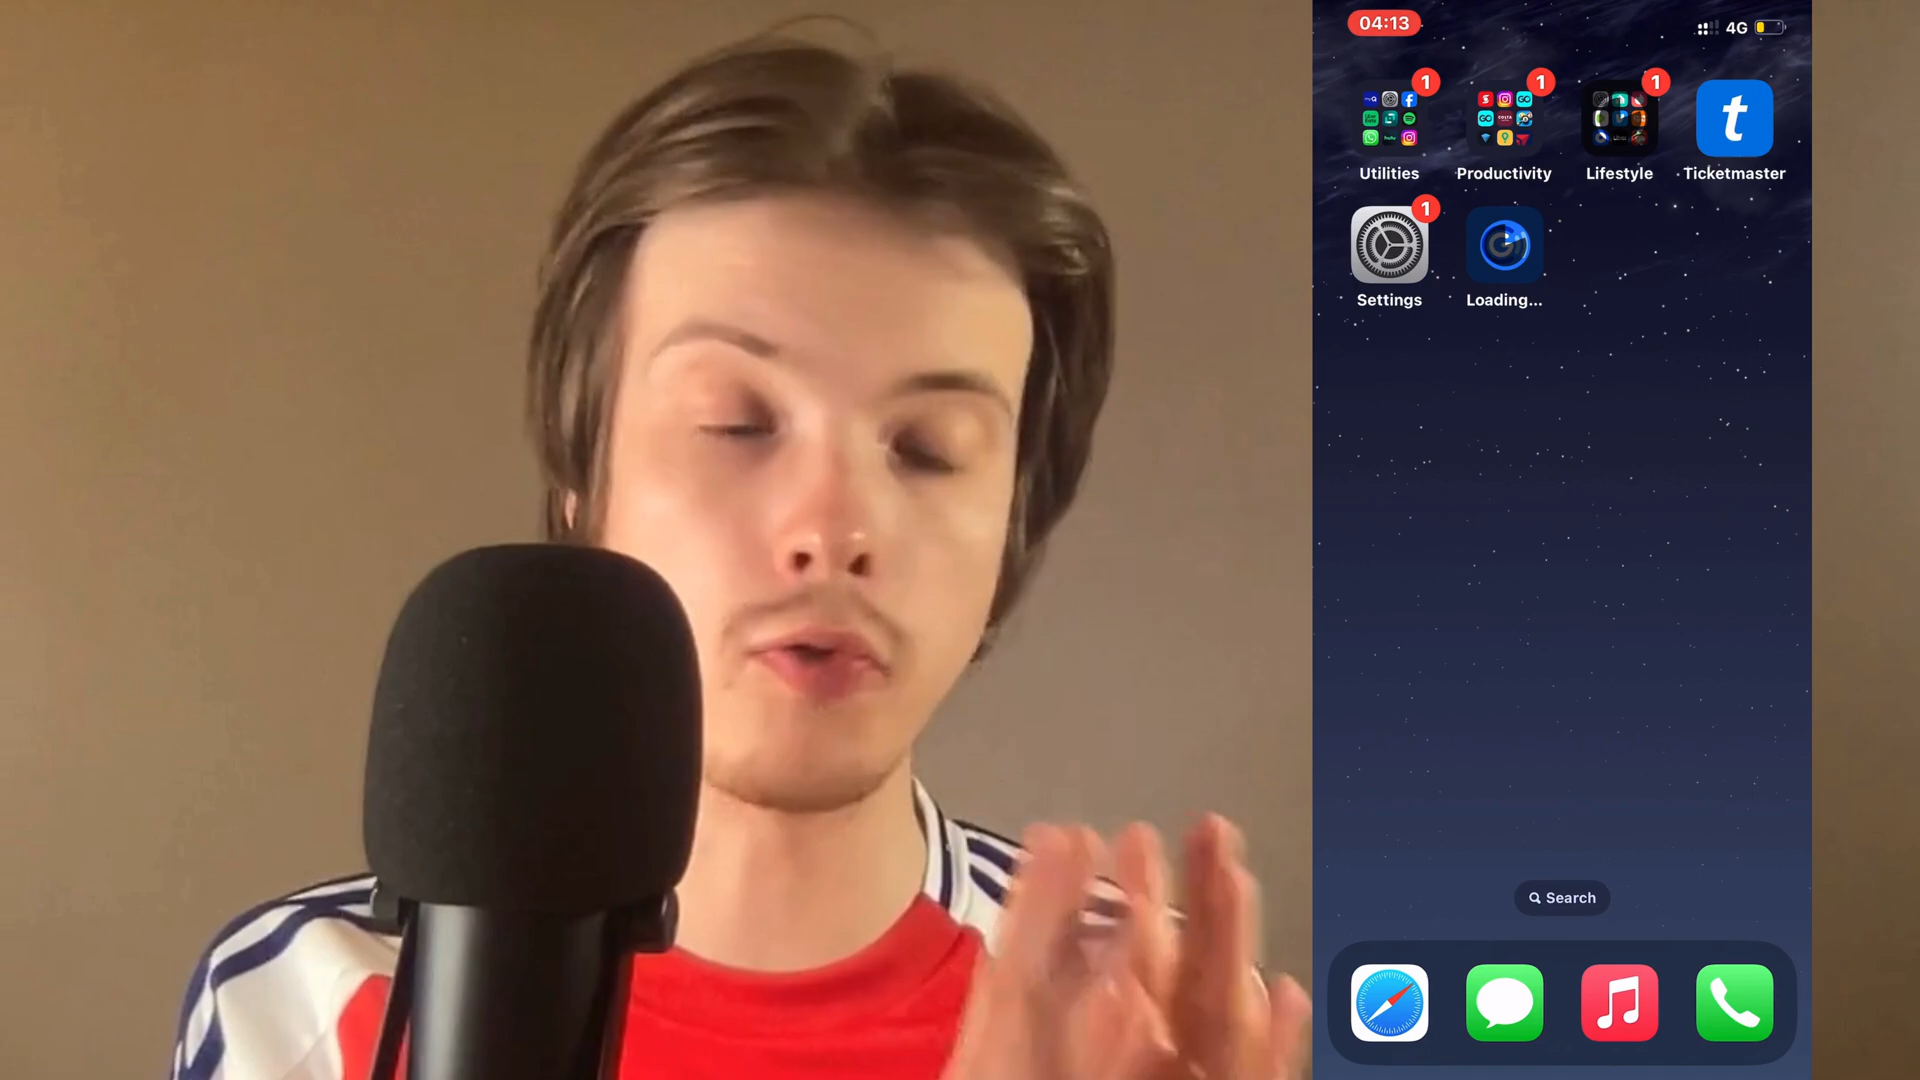 04:13 4G
1 1 1
t
Utilities Productivity Lifestyle Ticketmaster
1
Settings Loading...
Search